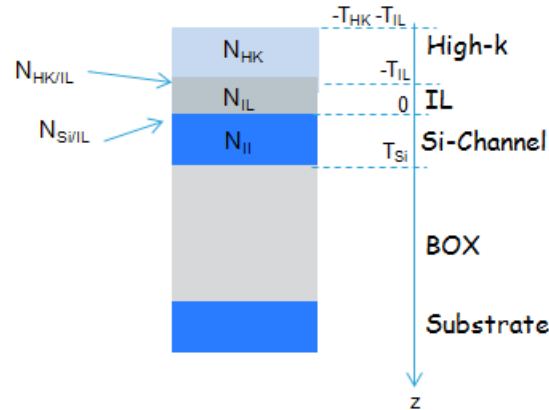 -T_HK -T_IL
N_HK
High-k
N_HK/IL
-T_IL
N_IL
0
IL
N_Si/IL
N_II
Si-Channel
T_Si
BOX
Substrate
z